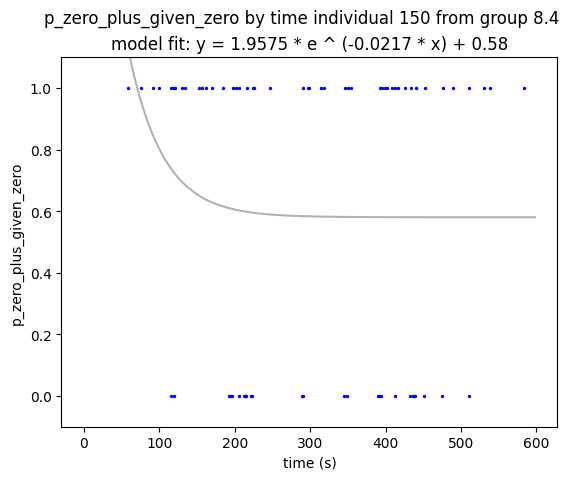 p_zero_plus_given_zero by time individual 150 from group 8.4
model fit: y = 1.9575 * e ^ (-0.0217 * x) + 0.58
1.0
0.8
0.6
0.4
0.2
0.0
p_zero_plus_given_zero
0 100 200 300 400 500 600
time (s)